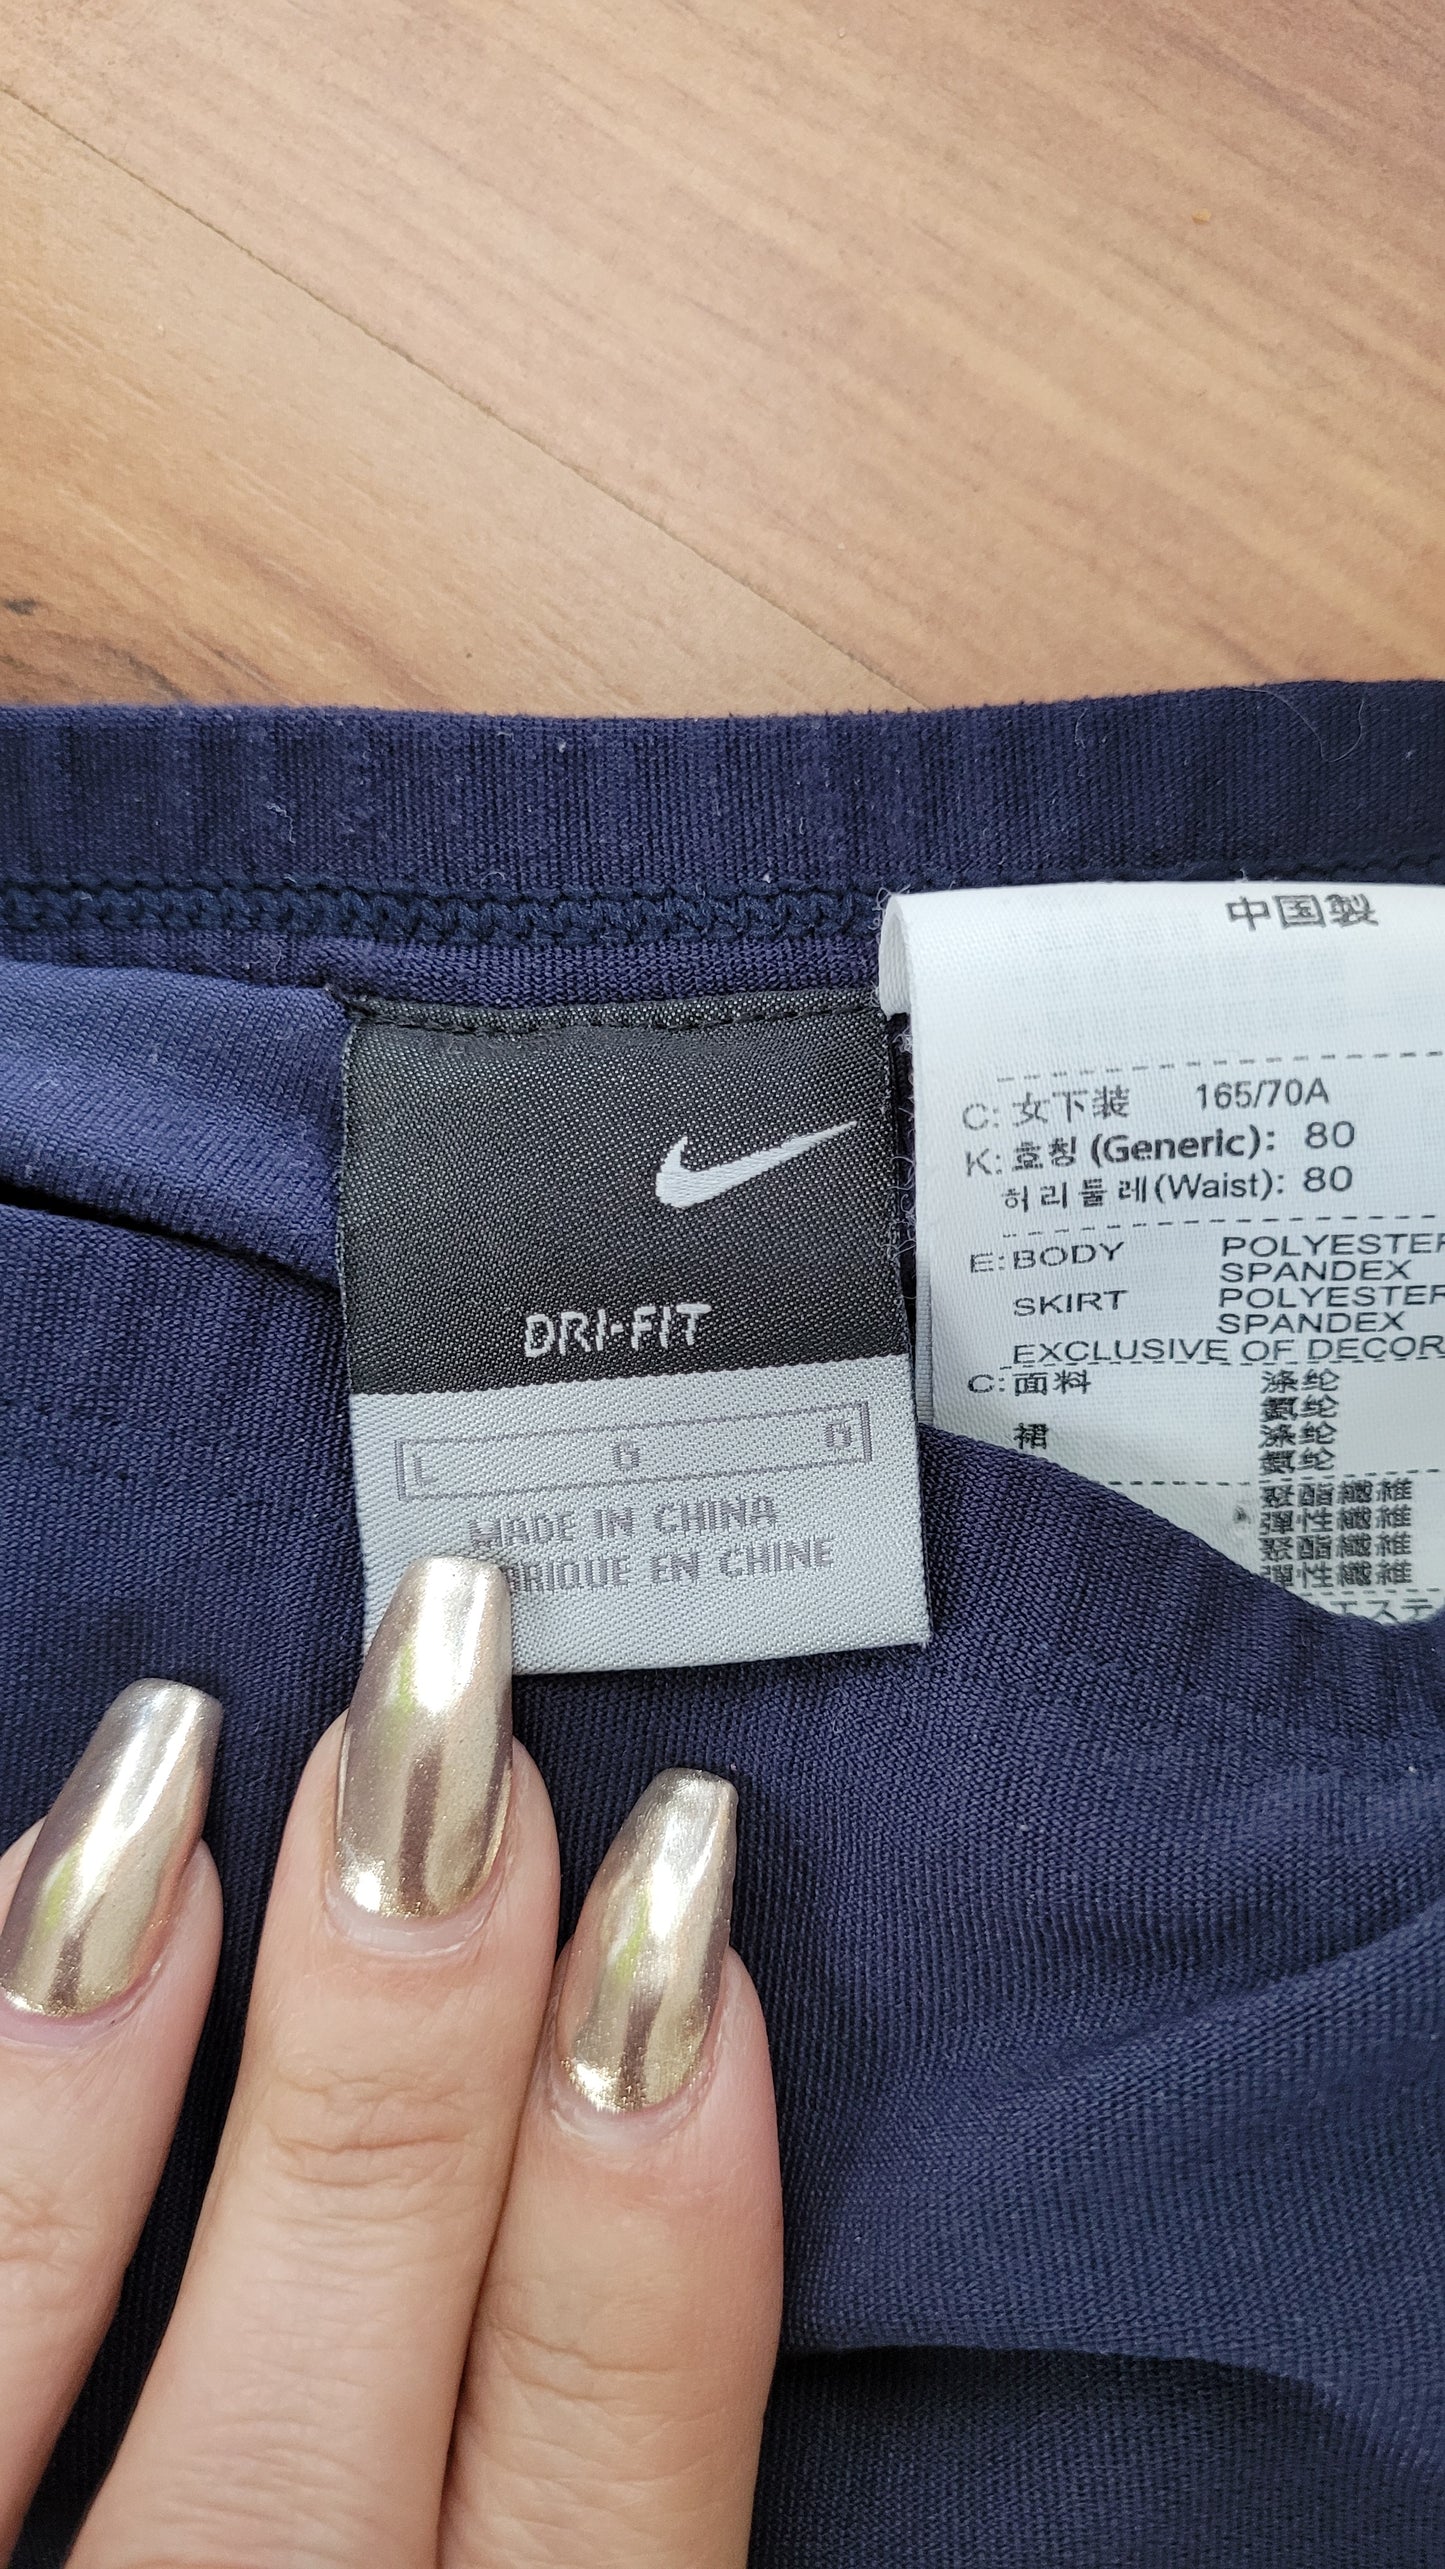 DRI-FIT
L G G
MADE IN CHINA
EN CHINE
中国製
C: 女下装 165/70A
K: 호칭 (Generic): 80
허리둘레(Waist): 80
E: BODY POLYESTER
SPANDEX
SKIRT POLYESTER
SPANDEX
EXCLUSIVE OF DECOR
C: 面料 涤纶
氨纶
裙 涤纶
氨纶
聚酯纖維
彈性纖維
聚酯纖維
彈性纖維
エステ